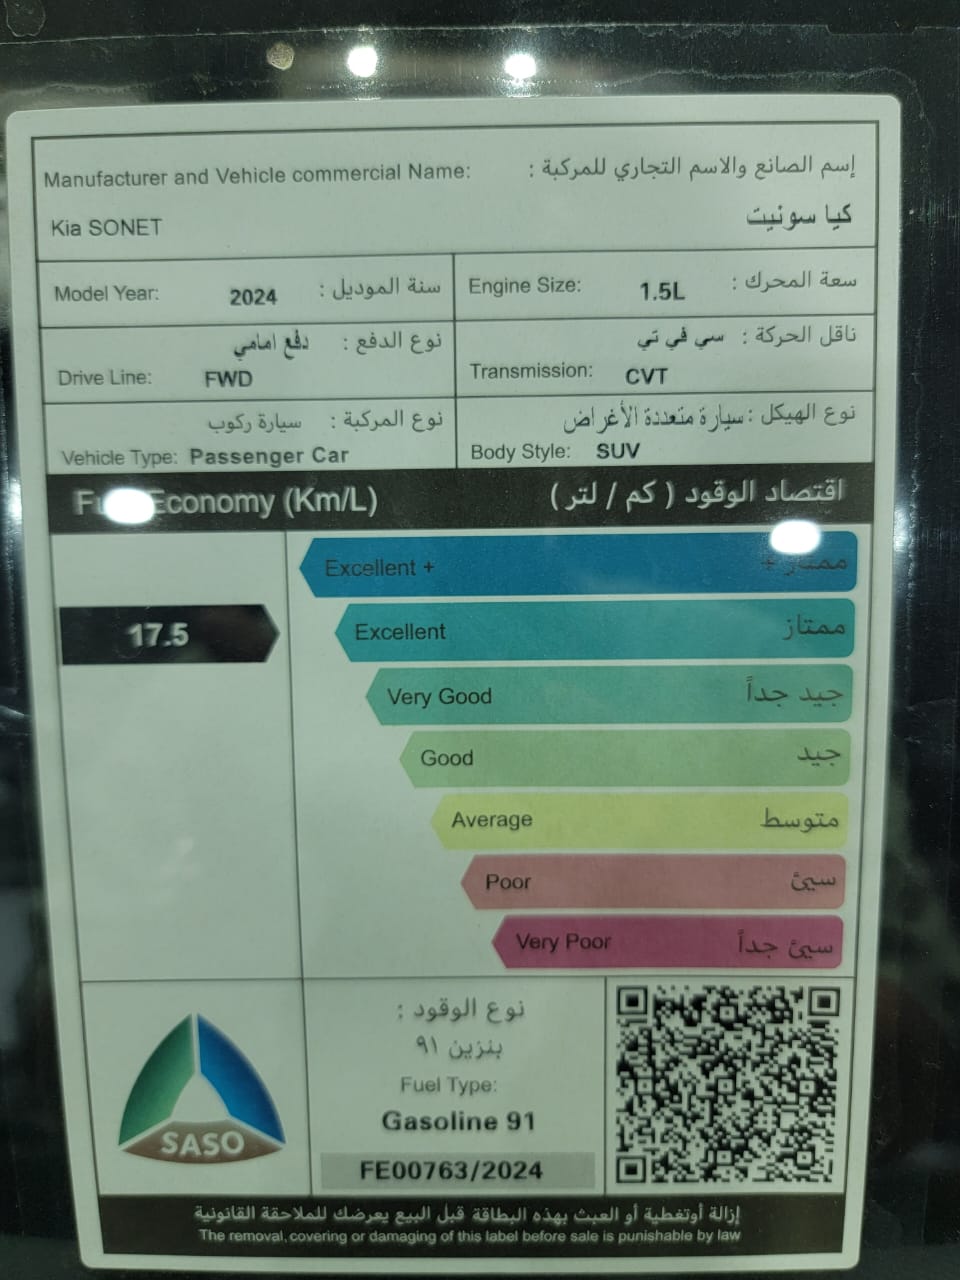 Manufacturer and Vehicle commercial Name: إسم الصانع والاسم التجاري للمركبة :
Kia SONET كيا سونيت
Model Year: 2024 سنة الموديل :
Engine Size: 1.5L سعة المحرك :
نوع الدفع : دفع امامي
Drive Line: FWD
ناقل الحركة : سي في تي
Transmission: CVT
نوع المركبة : سيارة ركوب
Vehicle Type: Passenger Car
نوع الهيكل : سيارة متعددة الأغراض
Body Style: SUV
Economy (Km/L) اقتصاد الوقود ( كم / لتر )
Excellent + ممتاز +
17.5
Excellent ممتاز
Very Good جيد جداً
Good جيد
Average متوسط
Poor سيئ
Very Poor سيئ جداً
SASO
نوع الوقود :
بنزين ٩١
Fuel Type:
Gasoline 91
FE00763/2024
إزالة أوتغطية أو العبث بهذه البطاقة قبل البيع يعرضك للملاحقة القانونية
The removal, covering or damaging of this label before sale is punishable by law